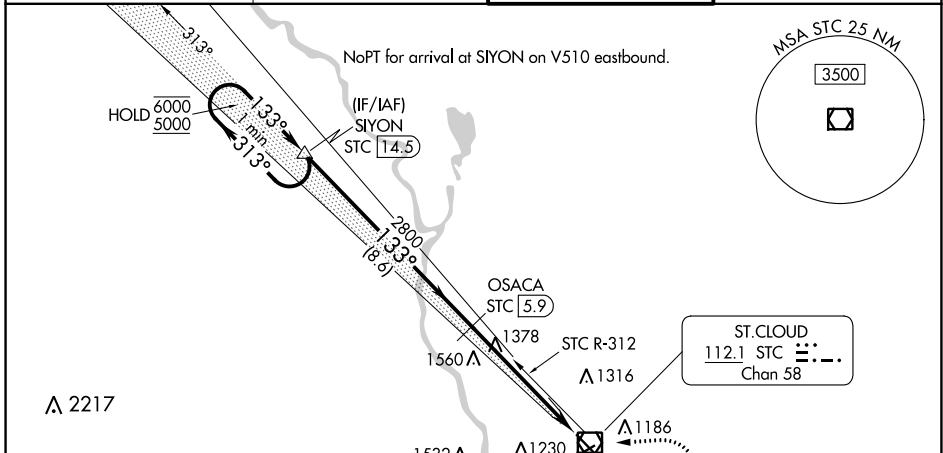 MSA STC 25 NM
3500
313°
NoPT for arrival at SIYON on V510 eastbound.
HOLD 6000
5000
133°
1 min
313°
(IF/IAF)
SIYON
STC 14.5
2800
133°
(8.6)
OSACA
STC 5.9
1378
1560
STC R-312
1316
ST.CLOUD
112.1 STC
Chan 58
2217
1186
1230